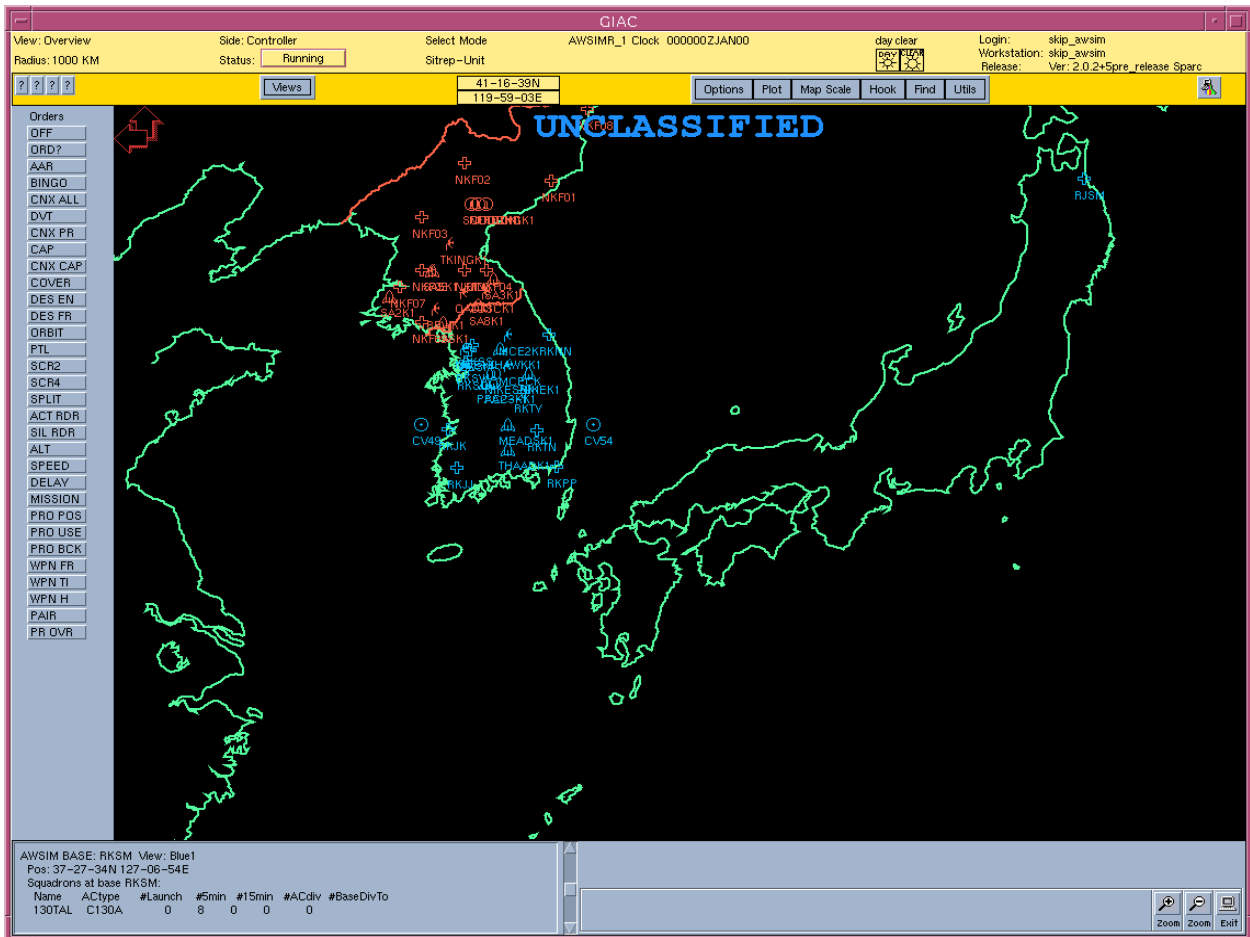 GIAC
View: Overview
Side: Controller
Select Mode
AWSIMR_1 Clock 000000ZJAN00
day clear
Login: skip_awsim
Radius: 1000 KM
Status: Running
Sitrep-Unit
DAY CLEAR
Workstation: skip_awsim
Release: Ver: 2.0.2+5pre_release Sparc
? ? ? ?
Views
41-16-39N
119-59-03E
Options Plot Map Scale Hook Find Utils
UNCLASSIFIED
Orders
OFF
ORD?
AAR
BINGO
CNX ALL
DVT
CNX PR
CAP
CNX CAP
COVER
DES EN
DES FR
ORBIT
PTL
SCR2
SCR4
SPLIT
ACT RDR
SIL RDR
ALT
SPEED
DELAY
MISSION
PRO POS
PRO USE
PRO BCK
WPN FR
WPN TI
WPN H
PAIR
PR OVR
NKF02
NKF01
NKF03
TKINGK1
NKF07
SA2K1
SA3K1
SA8K1
RJSM
RKTY
CV49
CV54
MEADSK1
RKTN
RKJJ
RKPP
AWSIM BASE: RKSM View: Blue1
Pos: 37-27-34N 127-06-54E
Squadrons at base RKSM:
Name ACtype #Launch #5min #15min #ACdiv #BaseDivTo
130TAL C130A 0 8 0 0 0
Zoom Zoom Exit